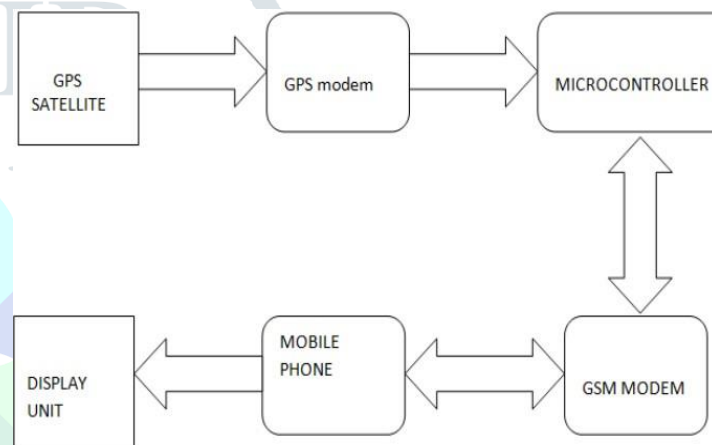 GPS
SATELLITE
GPS modem
MICROCONTROLLER
MOBILE
PHONE
DISPLAY
UNIT
GSM MODEM